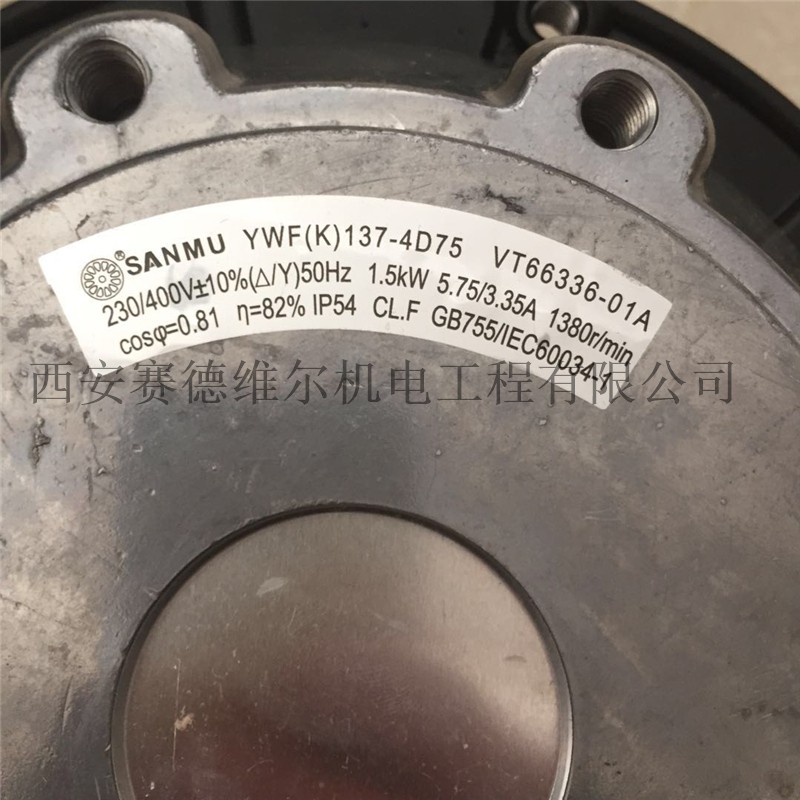 ® SANMU YWF(K)137-4D75 VT66336-01A
230/400V±10%(△/Y)50Hz 1.5kW 5.75/3.35A 1380r/min
cosφ=0.81 η=82% IP54 CL.F GB755/IEC60034-1
西安赛德维尔机电工程有限公司